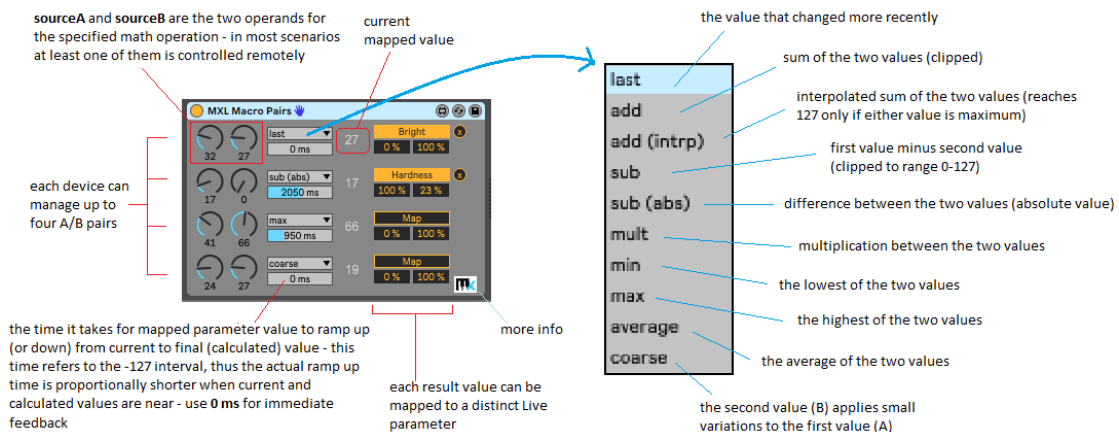 sourceA and sourceB are the two operands for
the specified math operation - in most scenarios
at least one of them is controlled remotely
current
mapped value
the value that changed more recently
sum of the two values (clipped)
interpolated sum of the two values (reaches
127 only if either value is maximum)
first value minus second value
(clipped to range 0-127)
difference between the two values (absolute value)
multiplication between the two values
the lowest of the two values
the highest of the two values
the average of the two values
the second value (B) applies small
variations to the first value (A)
last
add
add (intrp)
sub
sub (abs)
mult
min
max
average
coarse
MXL Macro Pairs
32 27 last 0 ms 27 Bright x
0 % 100 %
17 0 sub (abs) 2050 ms 17 Hardness x
100 % 23 %
41 66 max 950 ms 66 Map
0 % 100 %
24 27 coarse 0 ms 19 Map
0 % 100 %
mx
each device can
manage up to
four A/B pairs
the time it takes for mapped parameter value to ramp up
(or down) from current to final (calculated) value - this
time refers to the -127 interval, thus the actual ramp up
time is proportionally shorter when current and
calculated values are near - use 0 ms for immediate
feedback
each result value can be
mapped to a distinct Live
parameter
more info